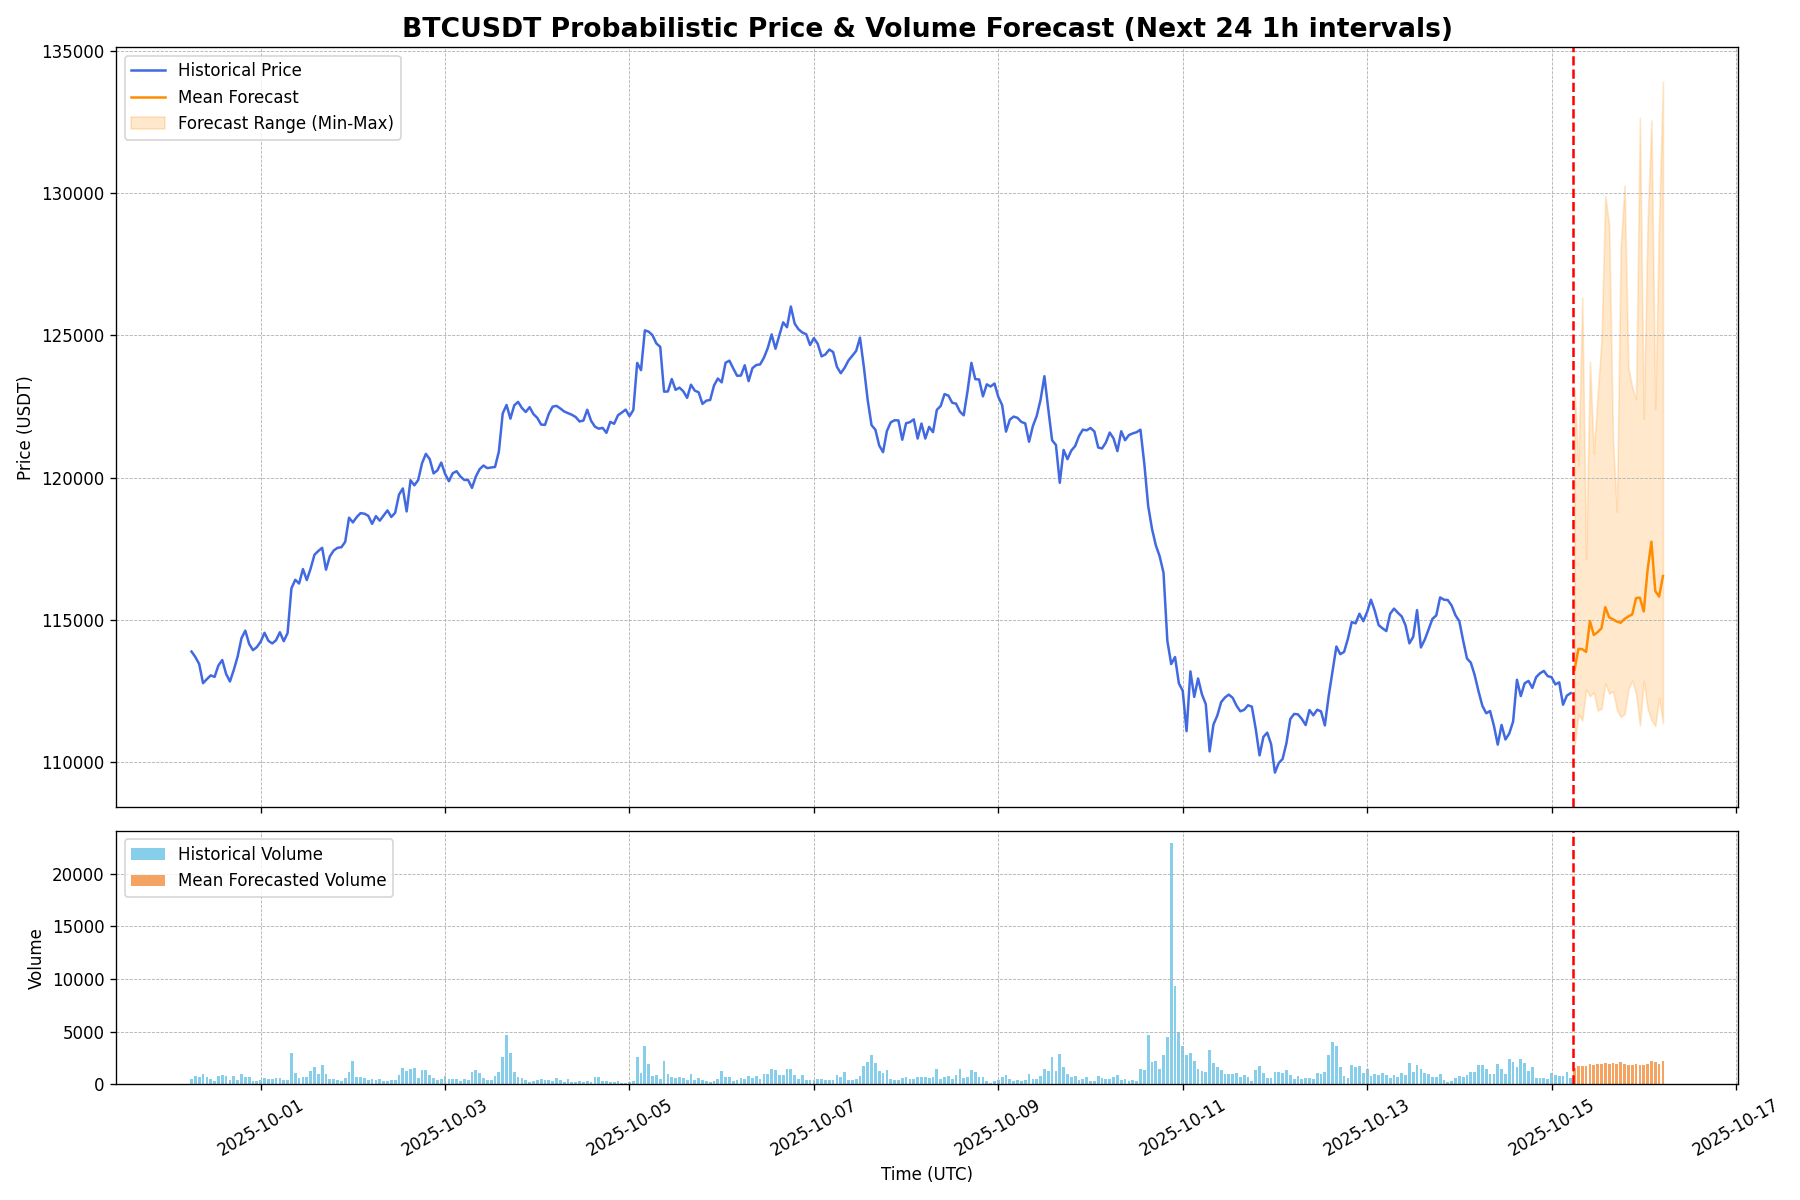 BTCUSDT Probabilistic Price & Volume Forecast (Next 24 1h intervals)
Historical Price
Mean Forecast
Forecast Range (Min-Max)
Price (USDT)
135000
130000
125000
120000
115000
110000
Historical Volume
Mean Forecasted Volume
Volume
20000
15000
10000
5000
0
2025-10-01
2025-10-03
2025-10-05
2025-10-07
2025-10-09
2025-10-11
2025-10-13
2025-10-15
2025-10-17
Time (UTC)